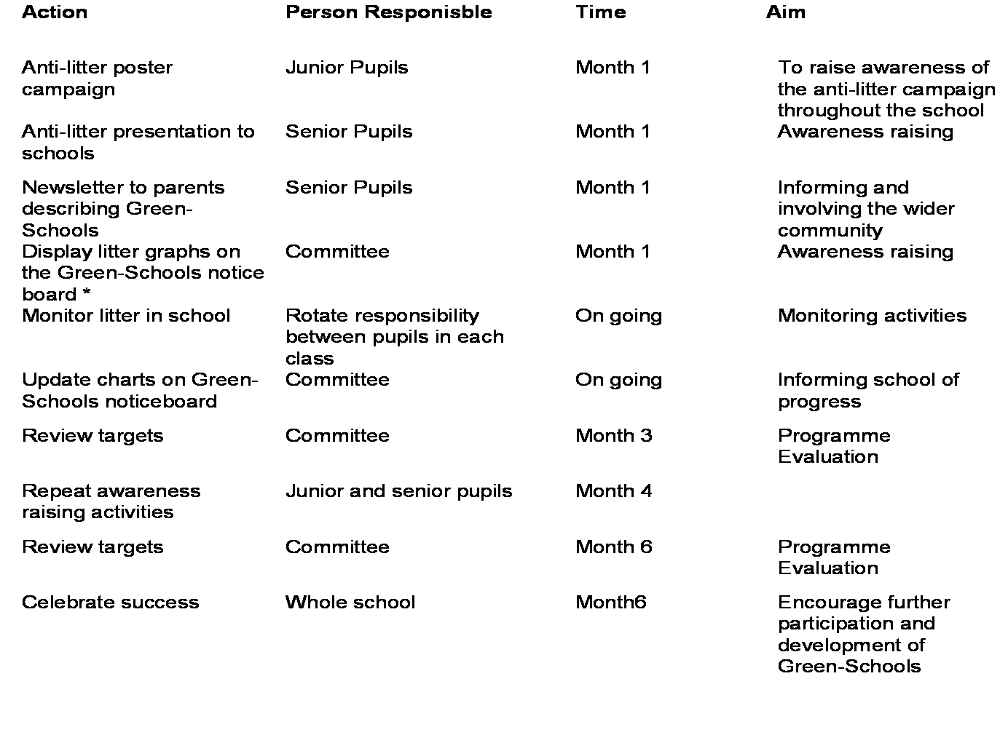 Action Person Responisble Time Aim
Anti-litter poster Junior Pupils Month 1 To raise awareness of
campaign the anti-litter campaign
throughout the school
Anti-litter presentation to Senior Pupils Month 1 Awareness raising
schools
Newsletter to parents Senior Pupils Month 1 Informing and
describing Green- involving the wider
Schools community
Display litter graphs on Committee Month 1 Awareness raising
the Green-Schools notice
board *
Monitor litter in school Rotate responsibility On going Monitoring activities
between pupils in each
class
Update charts on Green- Committee On going Informing school of
Schools noticeboard progress
Review targets Committee Month 3 Programme
Evaluation
Repeat awareness Junior and senior pupils Month 4
raising activities
Review targets Committee Month 6 Programme
Evaluation
Celebrate success Whole school Month6 Encourage further
participation and
development of
Green-Schools